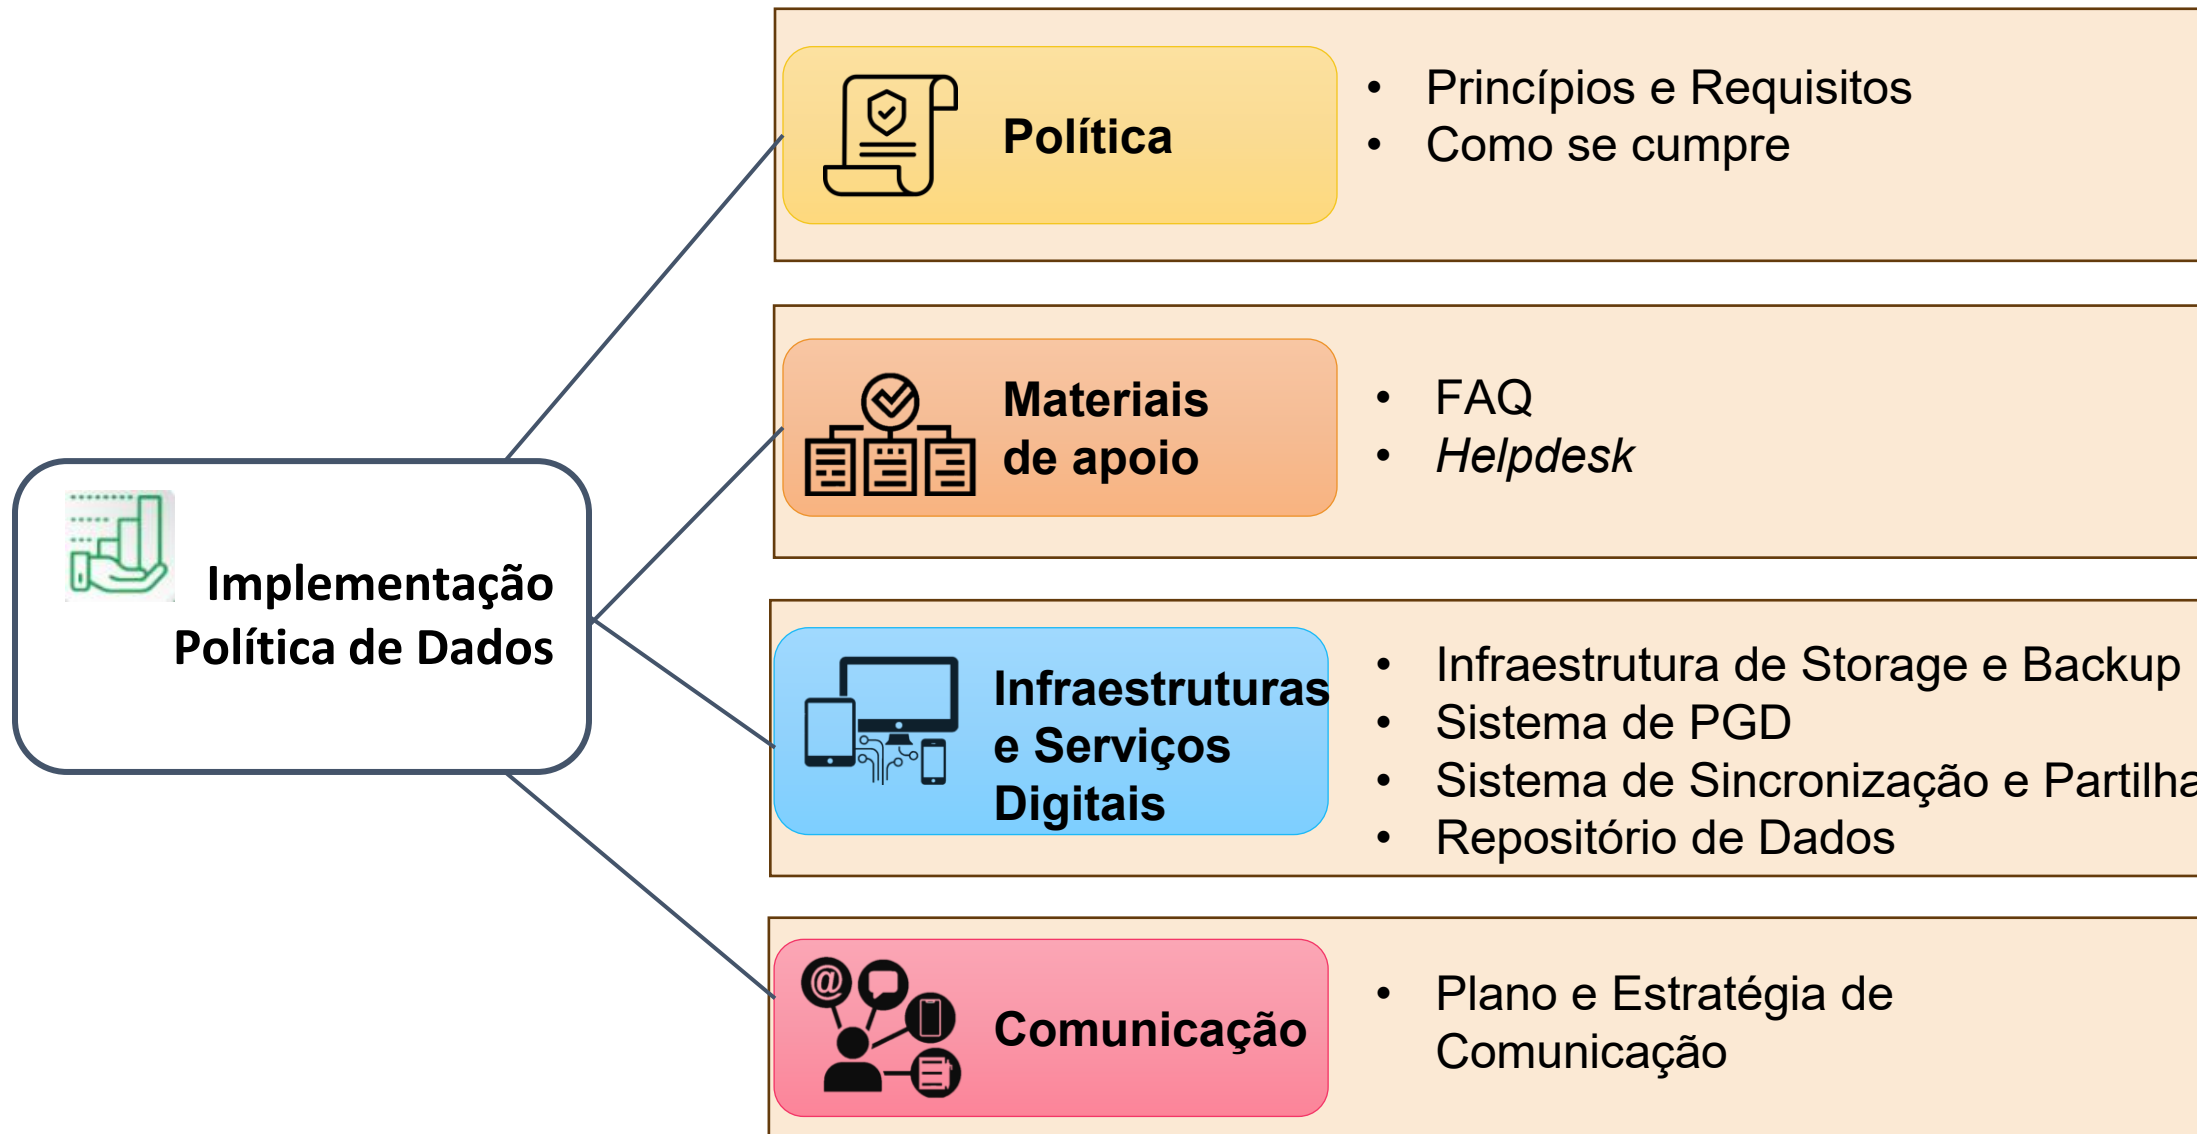 Implementação
Política de Dados
Política
• Princípios e Requisitos
• Como se cumpre
Materiais
de apoio
• FAQ
• Helpdesk
Infraestruturas
e Serviços
Digitais
• Infraestrutura de Storage e Backup
• Sistema de PGD
• Sistema de Sincronização e Partilha
• Repositório de Dados
@
Comunicação
• Plano e Estratégia de
Comunicação